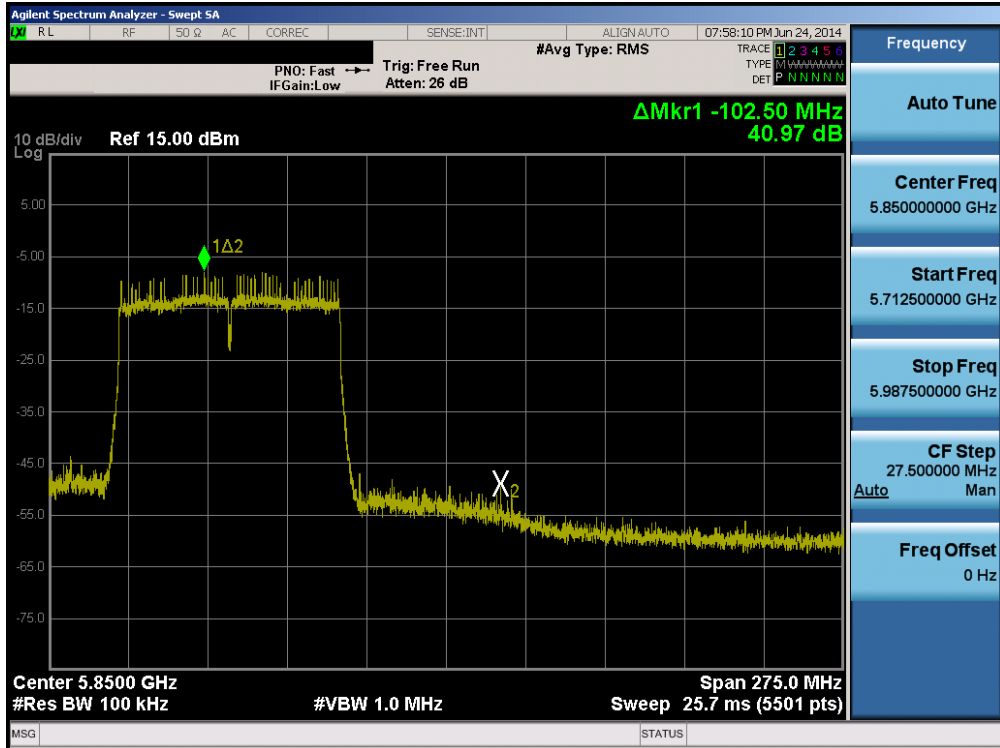 Agilent Spectrum Analyzer - Swept SA
LXI RL RF 50 Ω AC CORREC SENSE:INT ALIGN AUTO 07:58:10 PM Jun 24, 2014
#Avg Type: RMS
TRACE 1 2 3 4 5 6
PNO: Fast Trig: Free Run
TYPE M
IFGain:Low Atten: 26 dB
DET P N N N N N
ΔMkr1 -102.50 MHz
40.97 dB
10 dB/div Ref 15.00 dBm
Log
5.00
-5.00
-15.0
-25.0
-35.0
-45.0
-55.0
-65.0
-75.0
1Δ2
X2
Center 5.8500 GHz Span 275.0 MHz
#Res BW 100 kHz #VBW 1.0 MHz Sweep 25.7 ms (5501 pts)
MSG STATUS
Frequency
Auto Tune
Center Freq
5.850000000 GHz
Start Freq
5.712500000 GHz
Stop Freq
5.987500000 GHz
CF Step
27.500000 MHz
Auto Man
Freq Offset
0 Hz